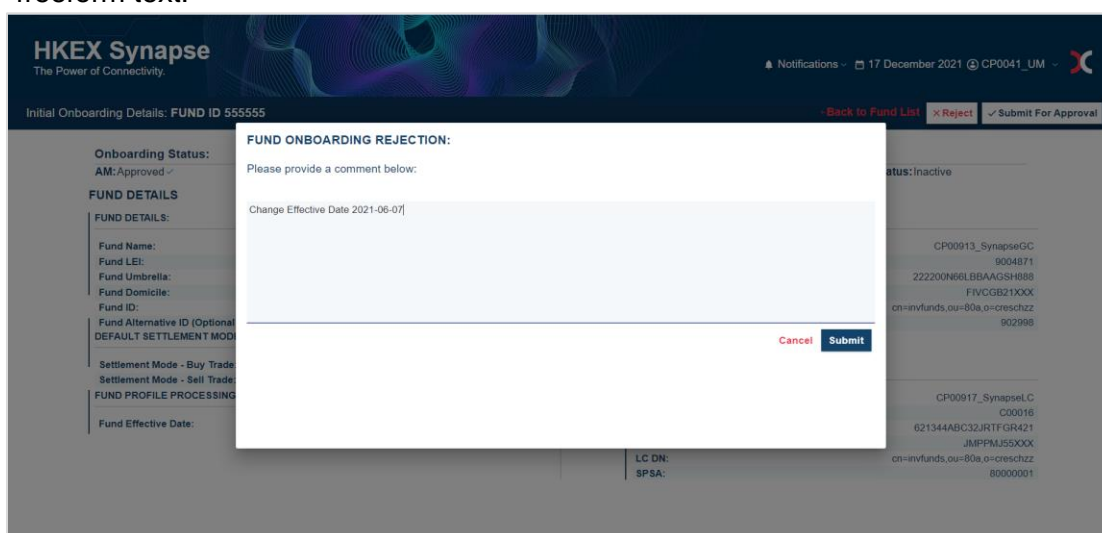 freeform text.
HKEX Synapse
The Power of Connectivity.
Notifications
17 December 2021
CP0041_UM
Initial Onboarding Details: FUND ID 555555
Back to Fund List
× Reject
✓ Submit For Approval
Onboarding Status:
AM: Approved ✓
atus: Inactive
FUND DETAILS
FUND DETAILS:
Fund Name:
Fund LEI:
Fund Umbrella:
Fund Domicile:
Fund ID:
Fund Alternative ID (Optional
DEFAULT SETTLEMENT MOD
Settlement Mode - Buy Trade
Settlement Mode - Sell Trade:
FUND PROFILE PROCESSING
Fund Effective Date:
FUND ONBOARDING REJECTION:
Please provide a comment below:
Change Effective Date 2021-06-07
Cancel
Submit
CP00913_SynapseGC
9004871
222200N66LBBAAGSH888
FIVCGB21XXX
cn=invfunds,ou=80a,o=creschzz
902998
CP00917_SynapseLC
C00016
621344ABC32JRTFGR421
JMPPMJ55XXX
LC DN: cn=invfunds,ou=80a,o=creschzz
SPSA: 80000001